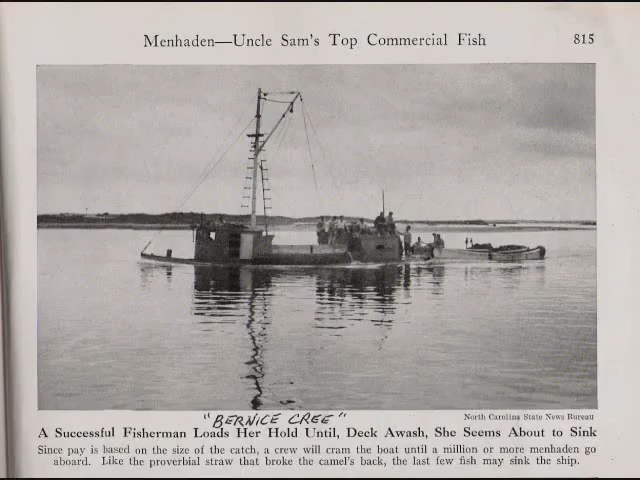 Menhaden—Uncle Sam's Top Commercial Fish 815
"BERNICE CREE"
North Carolina State News Bureau
A Successful Fisherman Loads Her Hold Until, Deck Awash, She Seems About to Sink
Since pay is based on the size of the catch, a crew will cram the boat until a million or more menhaden go
aboard. Like the proverbial straw that broke the camel's back, the last few fish may sink the ship.